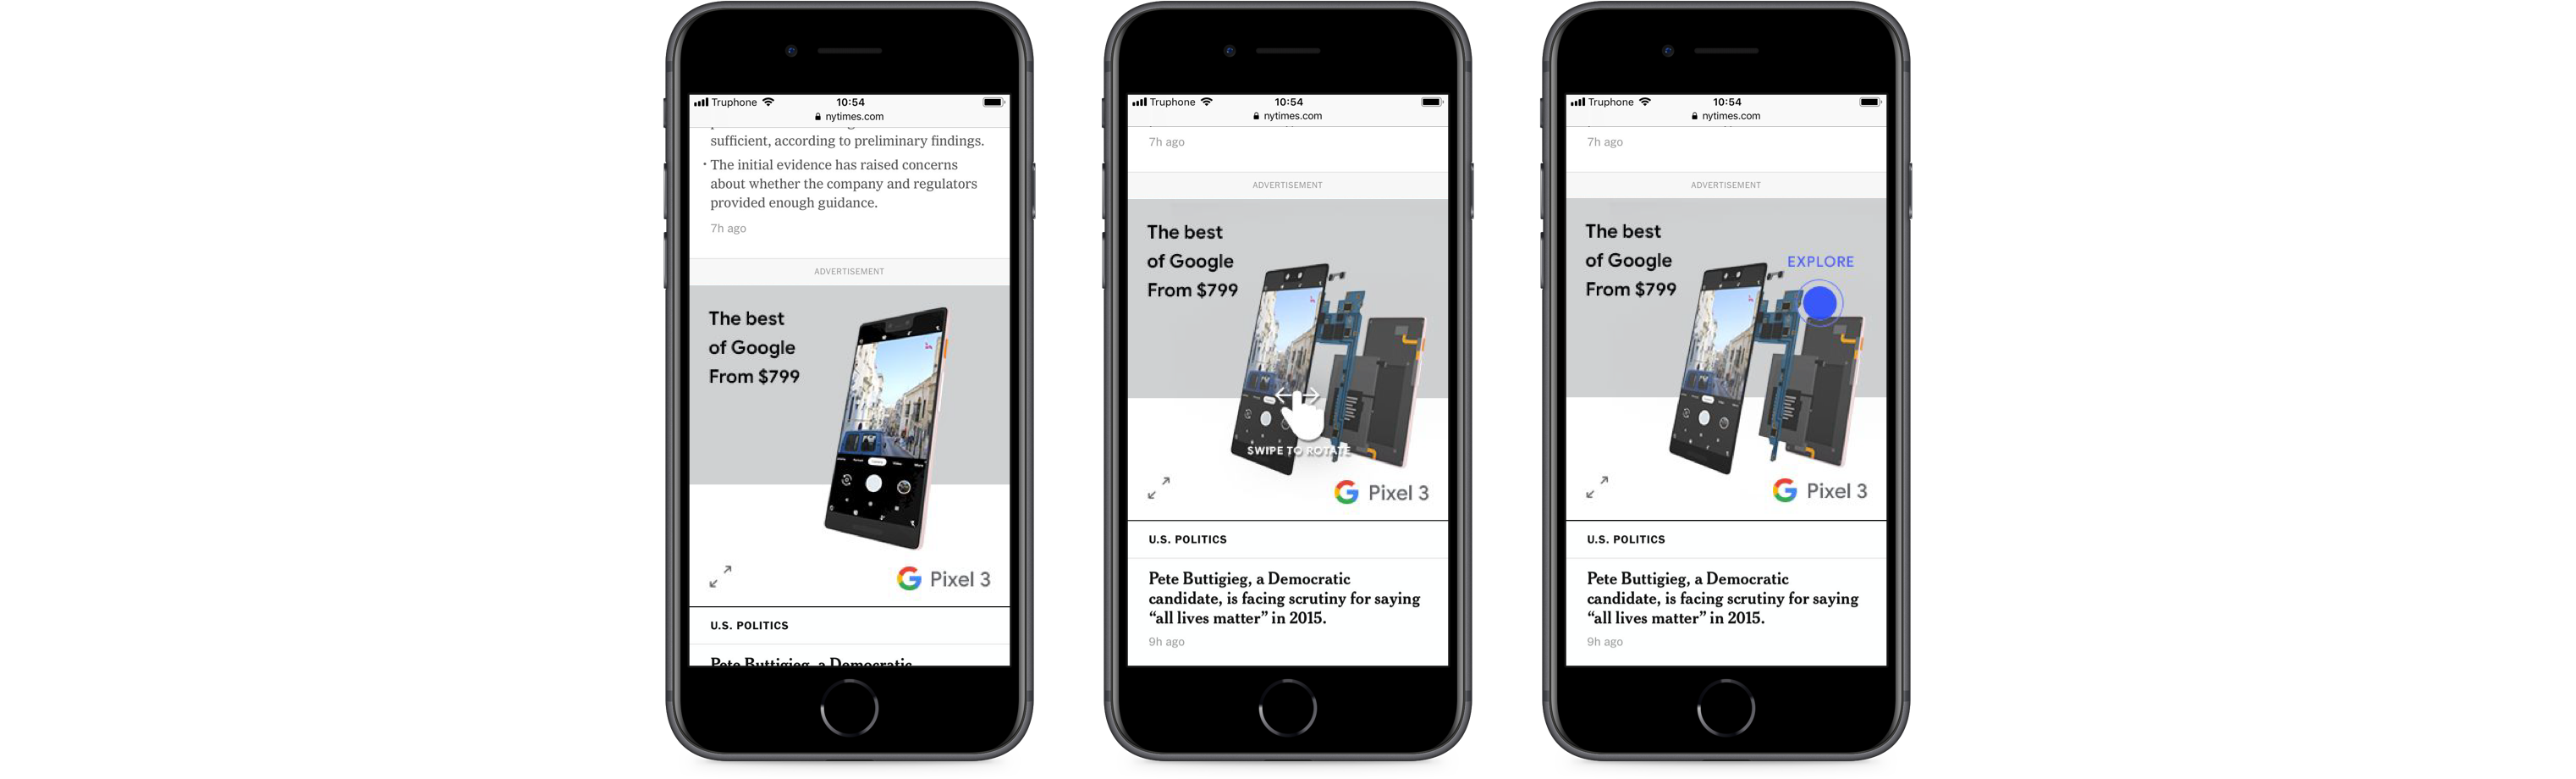 Truphone 10:54
nytimes.com
sufficient, according to preliminary findings.
• The initial evidence has raised concerns
about whether the company and regulators
provided enough guidance.
7h ago
ADVERTISEMENT
The best
of Google
From $799
G Pixel 3
U.S. POLITICS
Pete Buttigieg, a Democratic
Truphone 10:54
nytimes.com
7h ago
ADVERTISEMENT
The best
of Google
From $799
SWIPE TO ROTATE
G Pixel 3
U.S. POLITICS
Pete Buttigieg, a Democratic
candidate, is facing scrutiny for saying
“all lives matter” in 2015.
9h ago
Truphone 10:54
nytimes.com
7h ago
ADVERTISEMENT
The best
of Google
From $799
EXPLORE
G Pixel 3
U.S. POLITICS
Pete Buttigieg, a Democratic
candidate, is facing scrutiny for saying
“all lives matter” in 2015.
9h ago